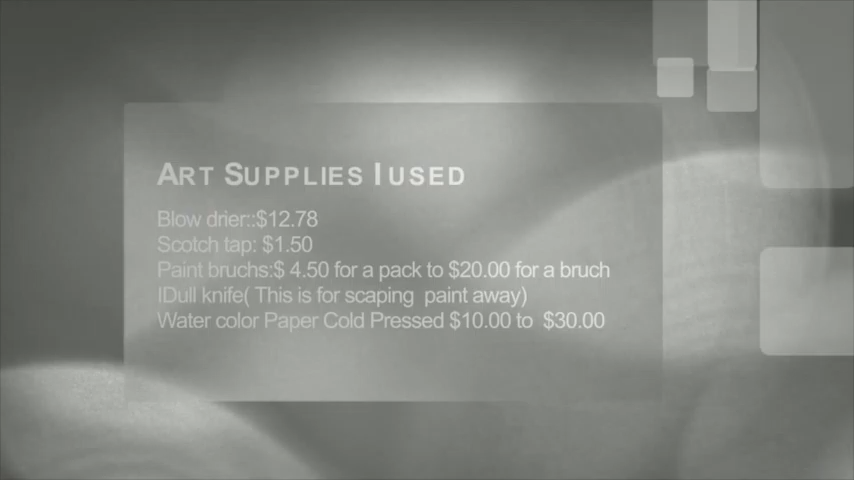 ART SUPPLIES I USED
Blow drier::$12.78
Scotch tap: $1.50
Paint bruchs:$ 4.50 for a pack to $20.00 for a bruch
IDull knife( This is for scaping  paint away)
Water color Paper Cold Pressed $10.00 to  $30.00